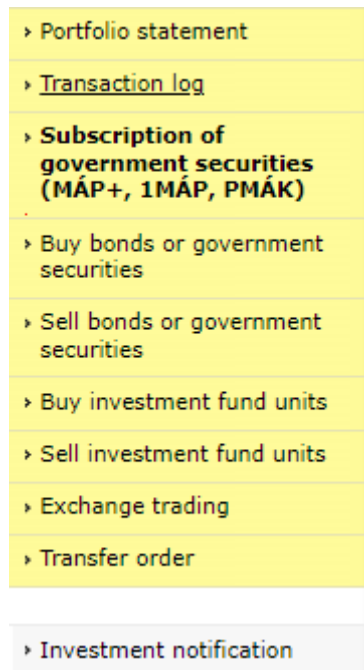 Portfolio statement
Transaction log
Subscription of
government securities
(MÁP+, 1MÁP, PMÁK)
Buy bonds or government
securities
Sell bonds or government
securities
Buy investment fund units
Sell investment fund units
Exchange trading
Transfer order
Investment notification